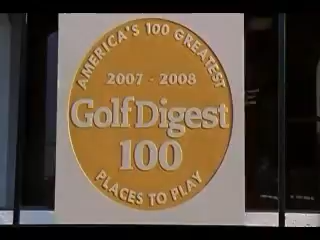 AMERICA'S 100 GREATEST
2007 - 2008
Golf Digest
100
PLACES TO PLAY